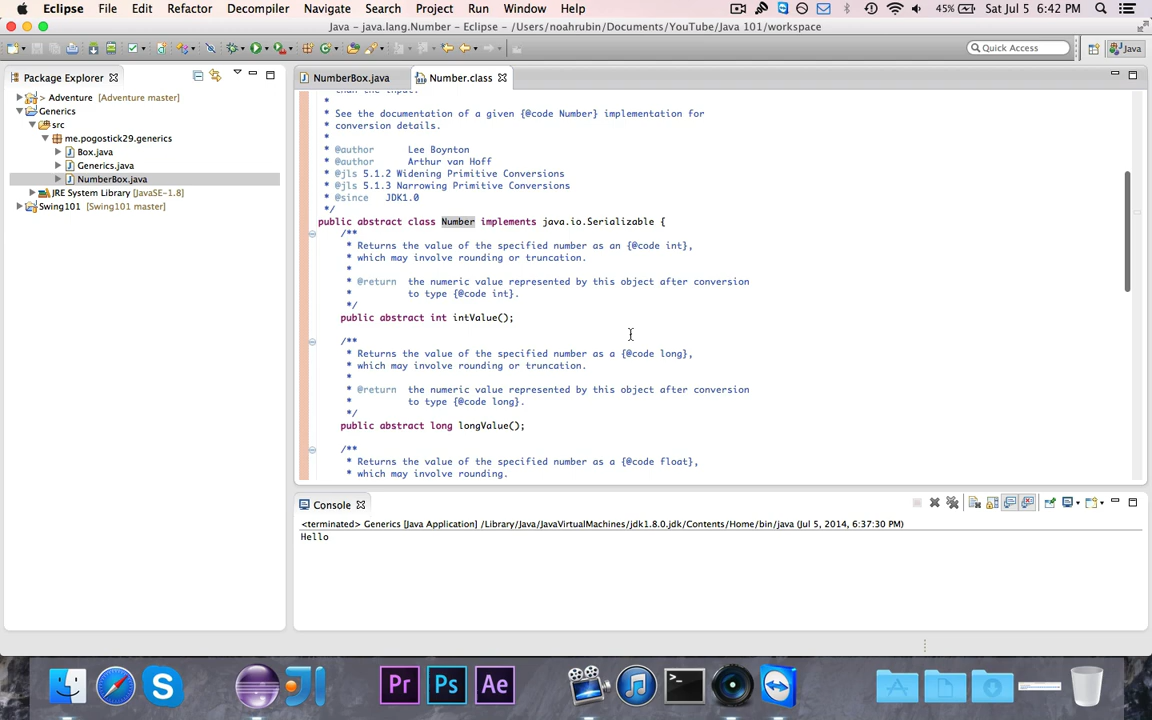 Eclipse File Edit Refactor Decompiler Navigate Search Project Run Window Help 45% Sat Jul 5 6:42 PM
Java - java.lang.Number - Eclipse - /Users/noahrubin/Documents/YouTube/Java 101/workspace
Quick Access Java
Package Explorer
NumberBox.java Number.class
> Adventure [Adventure master]
Generics
src
me.pogostick29.generics
Box.java
Generics.java
NumberBox.java
JRE System Library [JavaSE-1.8]
Swing101 [Swing101 master]
than the input.
*
* See the documentation of a given {@code Number} implementation for
* conversion details.
*
* @author Lee Boynton
* @author Arthur van Hoff
* @jls 5.1.2 Widening Primitive Conversions
* @jls 5.1.3 Narrowing Primitive Conversions
* @since JDK1.0
*/
public abstract class Number implements java.io.Serializable {
/**
* Returns the value of the specified number as an {@code int},
* which may involve rounding or truncation.
*
* @return the numeric value represented by this object after conversion
* to type {@code int}.
*/
public abstract int intValue();
/**
* Returns the value of the specified number as a {@code long},
* which may involve rounding or truncation.
*
* @return the numeric value represented by this object after conversion
* to type {@code long}.
*/
public abstract long longValue();
/**
* Returns the value of the specified number as a {@code float},
* which may involve rounding.
Console
<terminated> Generics [Java Application] /Library/Java/JavaVirtualMachines/jdk1.8.0.jdk/Contents/Home/bin/java (Jul 5, 2014, 6:37:30 PM)
Hello
Pr Ps Ae